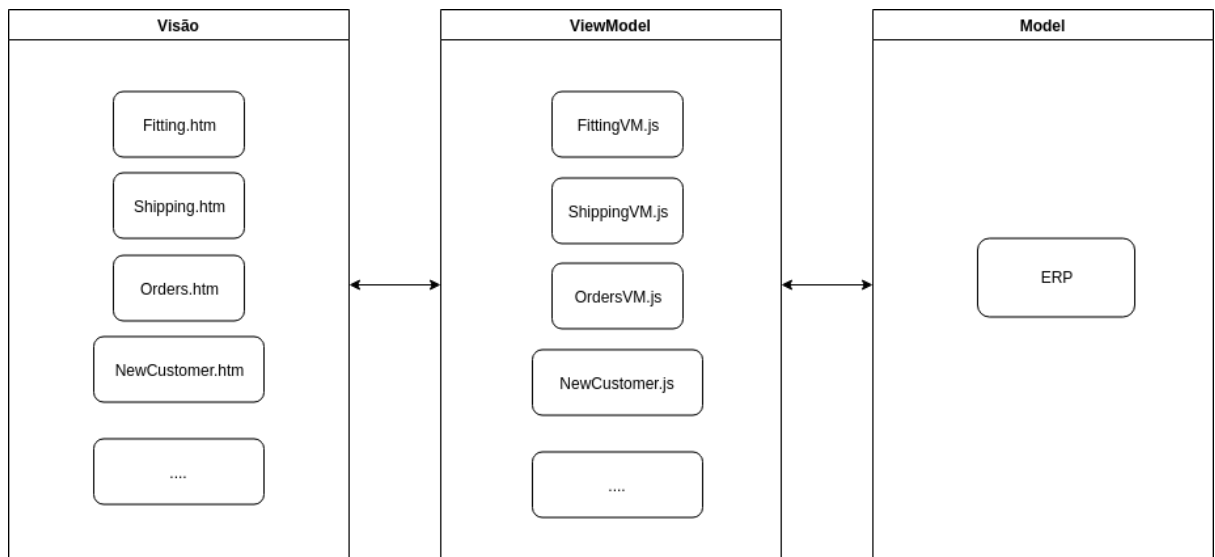 Visão
Fitting.htm
Shipping.htm
Orders.htm
NewCustomer.htm
....
ViewModel
FittingVM.js
ShippingVM.js
OrdersVM.js
NewCustomer.js
....
Model
ERP